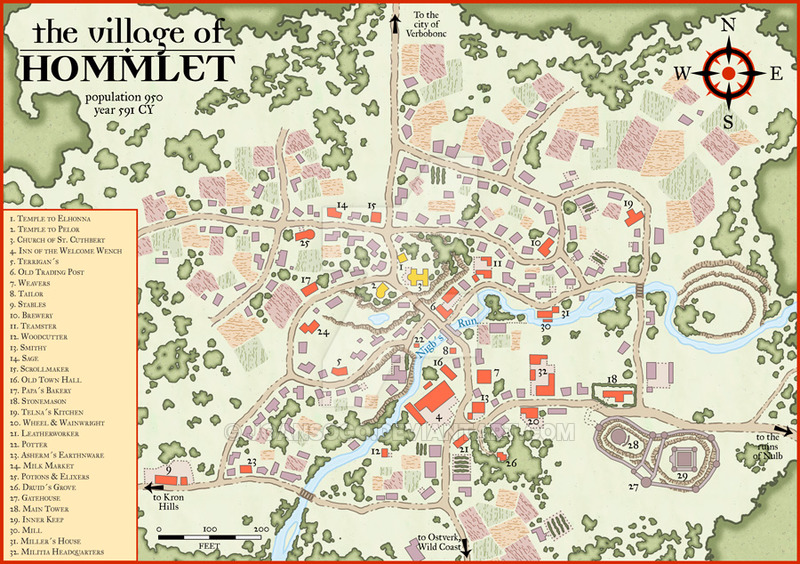 the village of
HOMMLET
population 950
year 591 CY
To the
city of
Verbobonc
N
W
E
S
1. Temple to Elhonna
2. Temple to Pelor
3. Church of St. Cuthbert
4. Inn of the Welcome Wench
5. Terrigan's
6. Old Trading Post
7. Weavers
8. Tailor
9. Stables
10. Brewery
11. Teamster
12. Woodcutter
13. Smithy
14. Sage
15. Scrollmaker
16. Old Town Hall
17. Papa's Bakery
18. Stonemason
19. Telna's Kitchen
20. Wheel & Wainwright
21. Leatherworker
22. Potter
23. Asherm's Earthnware
24. Milk Market
25. Potions & Elixers
26. Druid's Grove
27. Gatehouse
28. Main Tower
29. Inner Keep
30. Mill
31. Miller's House
32. Militia Headquarters
14
15
19
25
10
1
11
3
2
17
6
24
31
30
Nigh's Run
22
8
5
16
7
32
18
4
13
20
21
28
12
26
29
9
23
27
to the
ruins
of Nulb
to Kron
Hills
0 100 200
FEET
to Ostverk,
Wild Coast